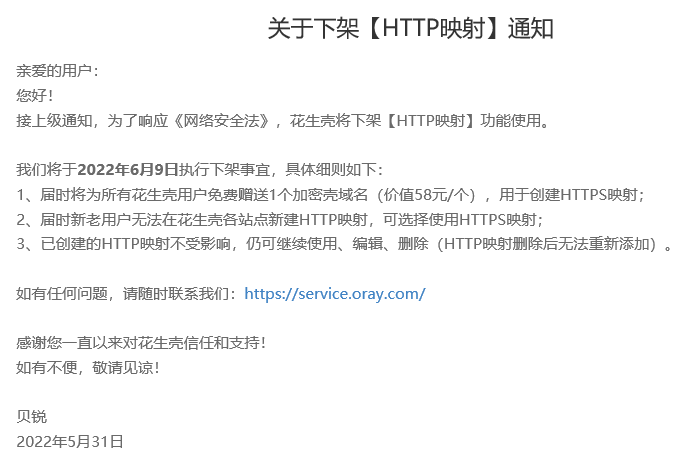 关于下架【HTTP映射】通知
亲爱的用户：
您好！
接上级通知，为了响应《网络安全法》，花生壳将下架【HTTP映射】功能使用。
我们将于2022年6月9日执行下架事宜，具体细则如下：
1、届时将为所有花生壳用户免费赠送1个加密壳域名（价值58元/个），用于创建HTTPS映射；
2、届时新老用户无法在花生壳各站点新建HTTP映射，可选择使用HTTPS映射；
3、已创建的HTTP映射不受影响，仍可继续使用、编辑、删除（HTTP映射删除后无法重新添加）。
如有任何问题，请随时联系我们：https://service.oray.com/
感谢您一直以来对花生壳信任和支持！
如有不便，敬请见谅！
贝锐
2022年5月31日